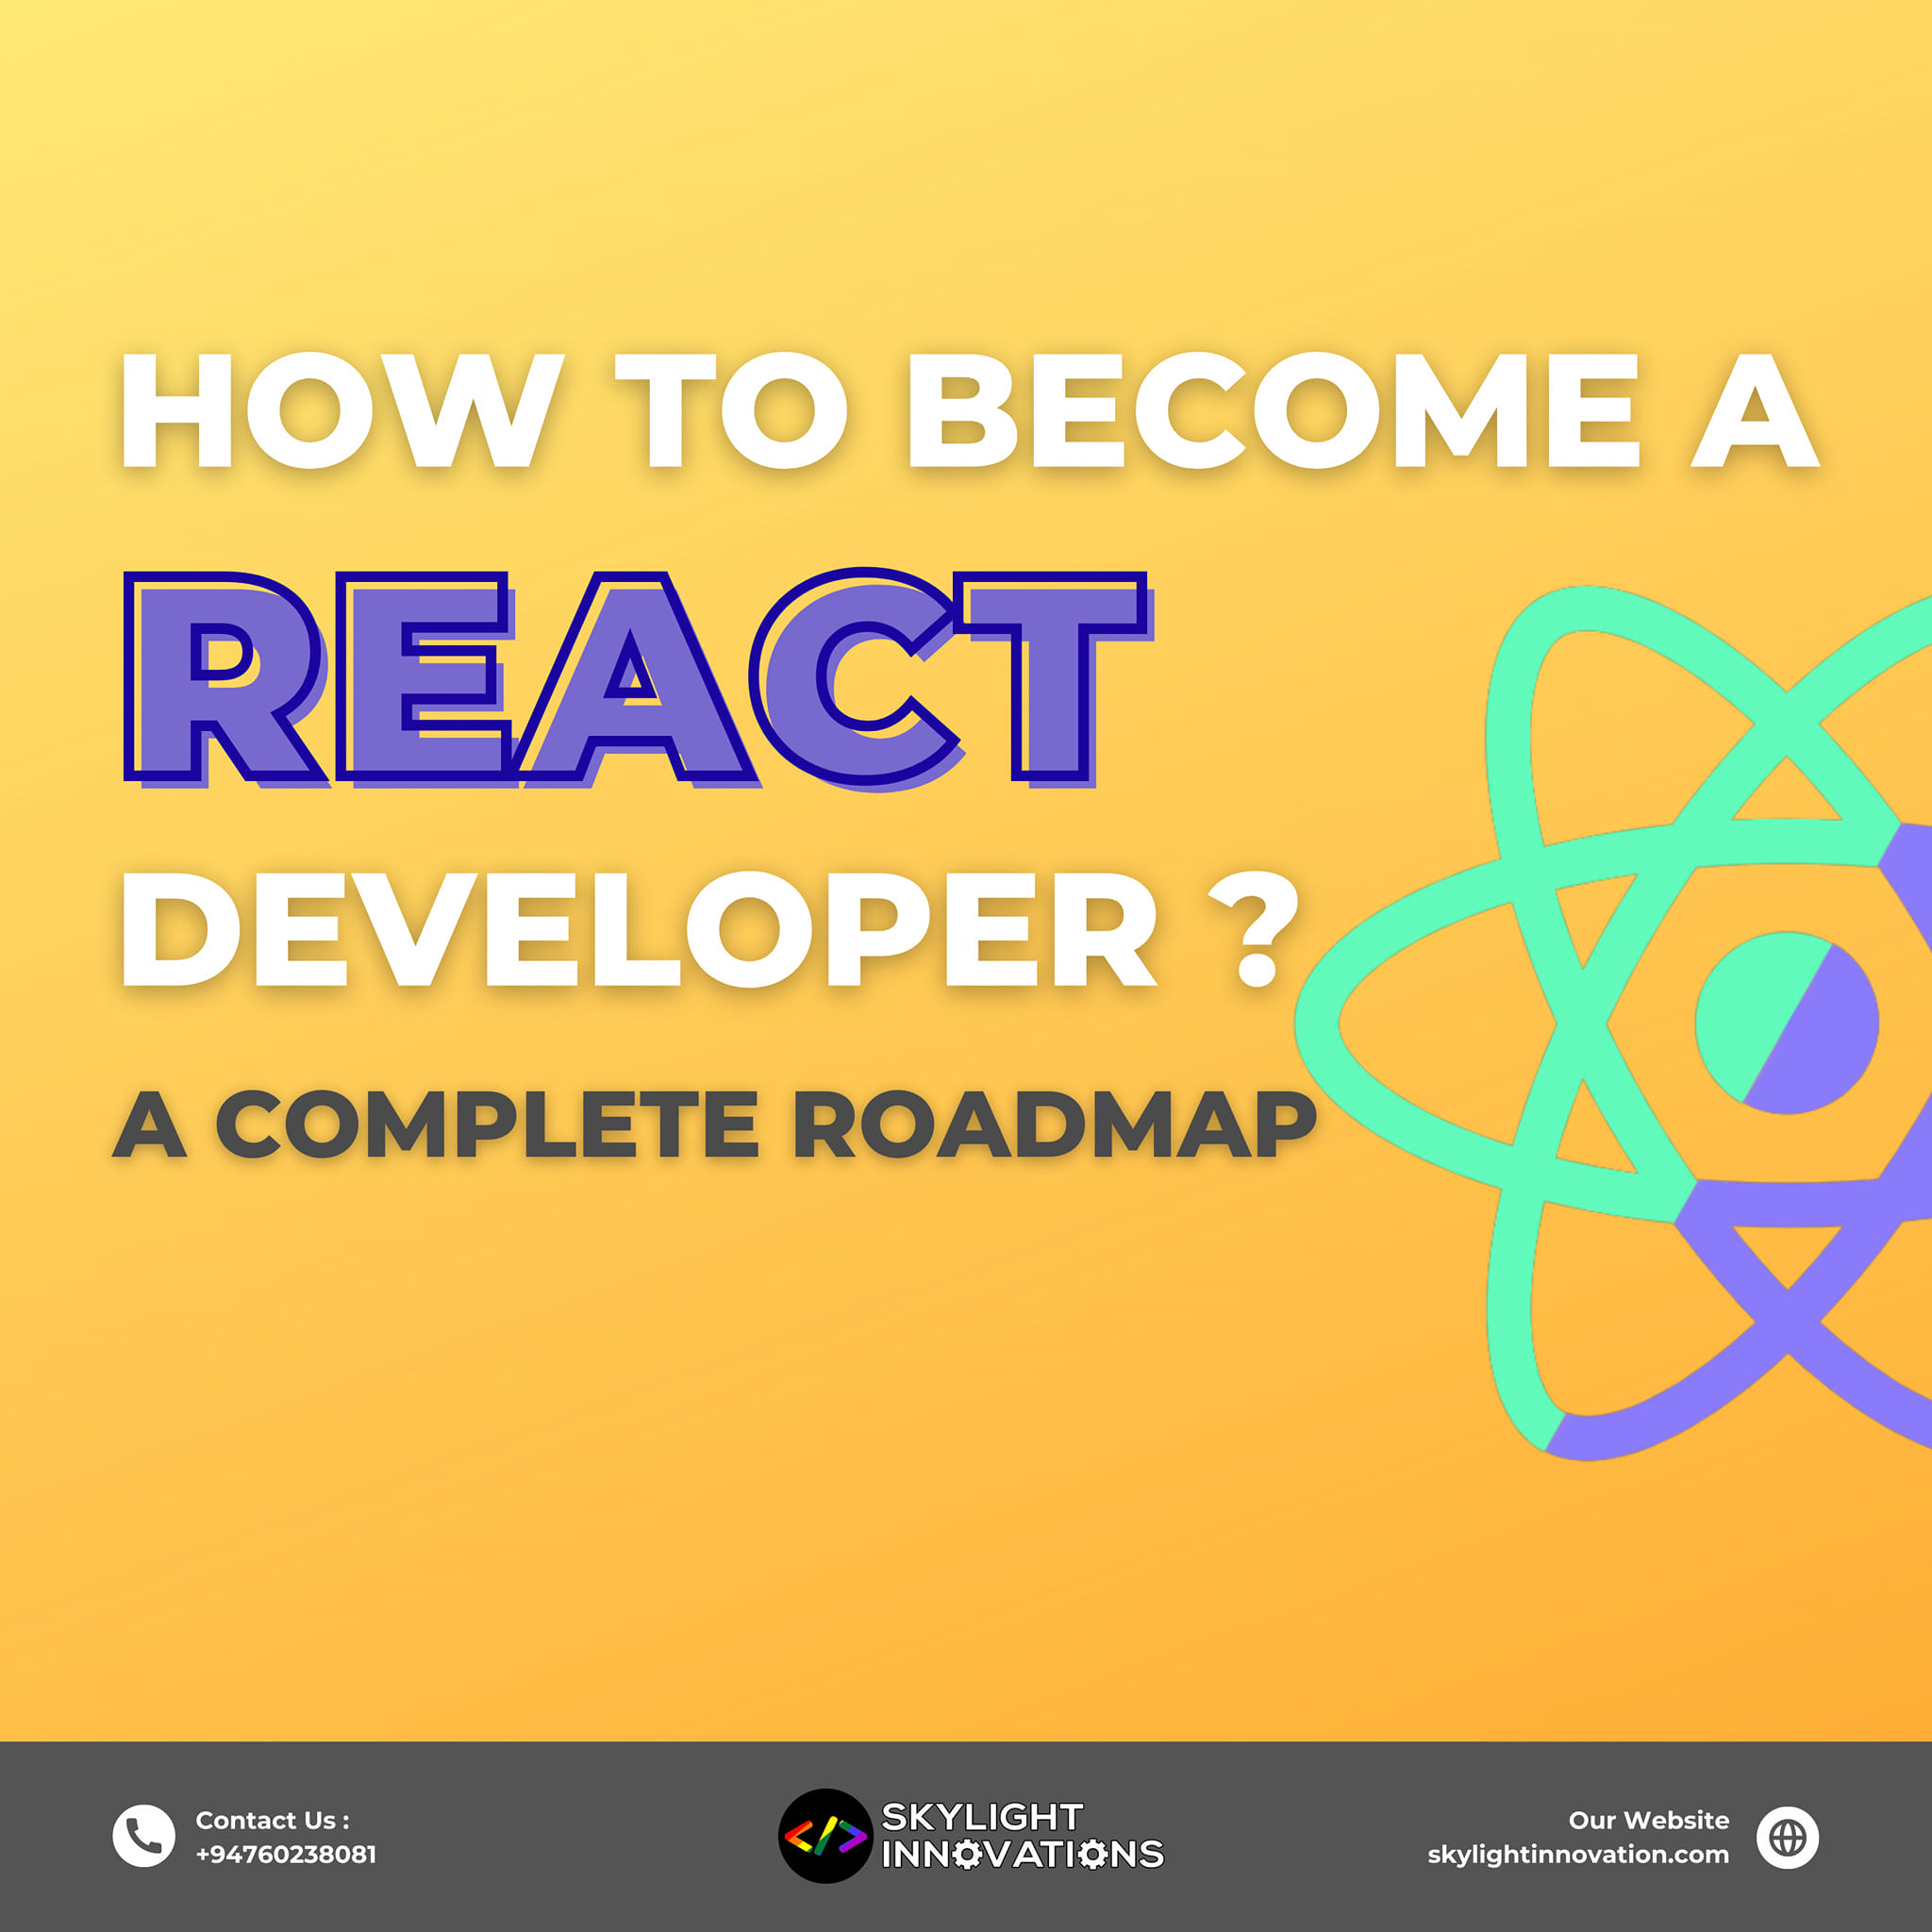 HOW TO BECOME A
REACT
DEVELOPER ?
A COMPLETE ROADMAP
Contact Us :
+94760238081
</>
SKYLIGHT
INNOVATIONS
Our Website
skylightinnovation.com